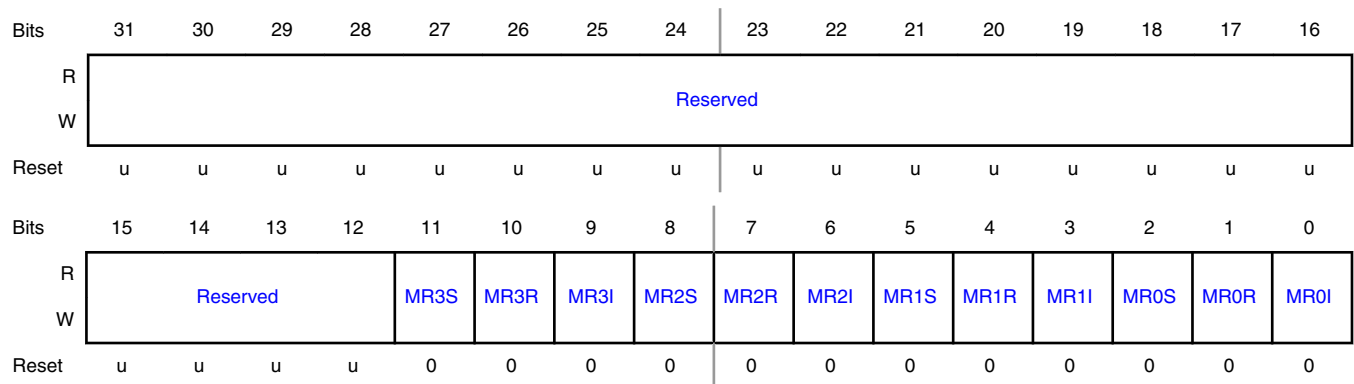 Bits 31 30 29 28 27 26 25 24 23 22 21 20 19 18 17 16
R
Reserved
W
Reset u u u u u u u u u u u u u u u u
Bits 15 14 13 12 11 10 9 8 7 6 5 4 3 2 1 0
R
Reserved MR3S MR3R MR3I MR2S MR2R MR2I MR1S MR1R MR1I MR0S MR0R MR0I
W
Reset u u u u 0 0 0 0 0 0 0 0 0 0 0 0